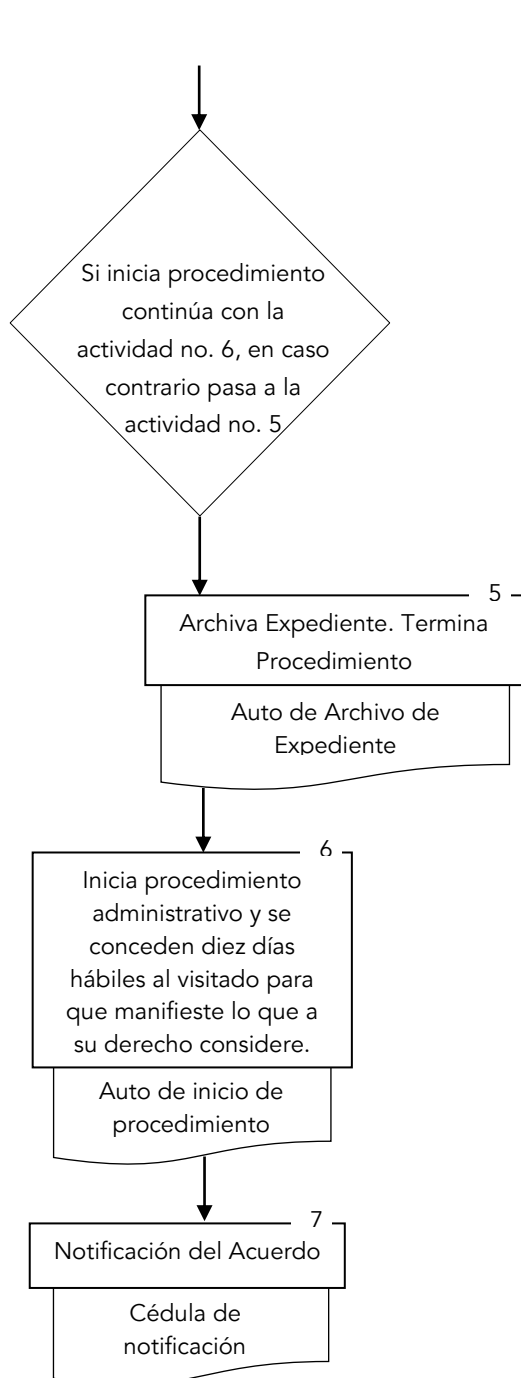 Si inicia procedimiento
continúa con la
actividad no. 6, en caso
contrario pasa a la
actividad no. 5
5
Archiva Expediente. Termina
Procedimiento
Auto de Archivo de
Expediente
6
Inicia procedimiento
administrativo y se
conceden diez días
hábiles al visitado para
que manifieste lo que a
su derecho considere.
Auto de inicio de
procedimiento
7
Notificación del Acuerdo
Cédula de
notificación